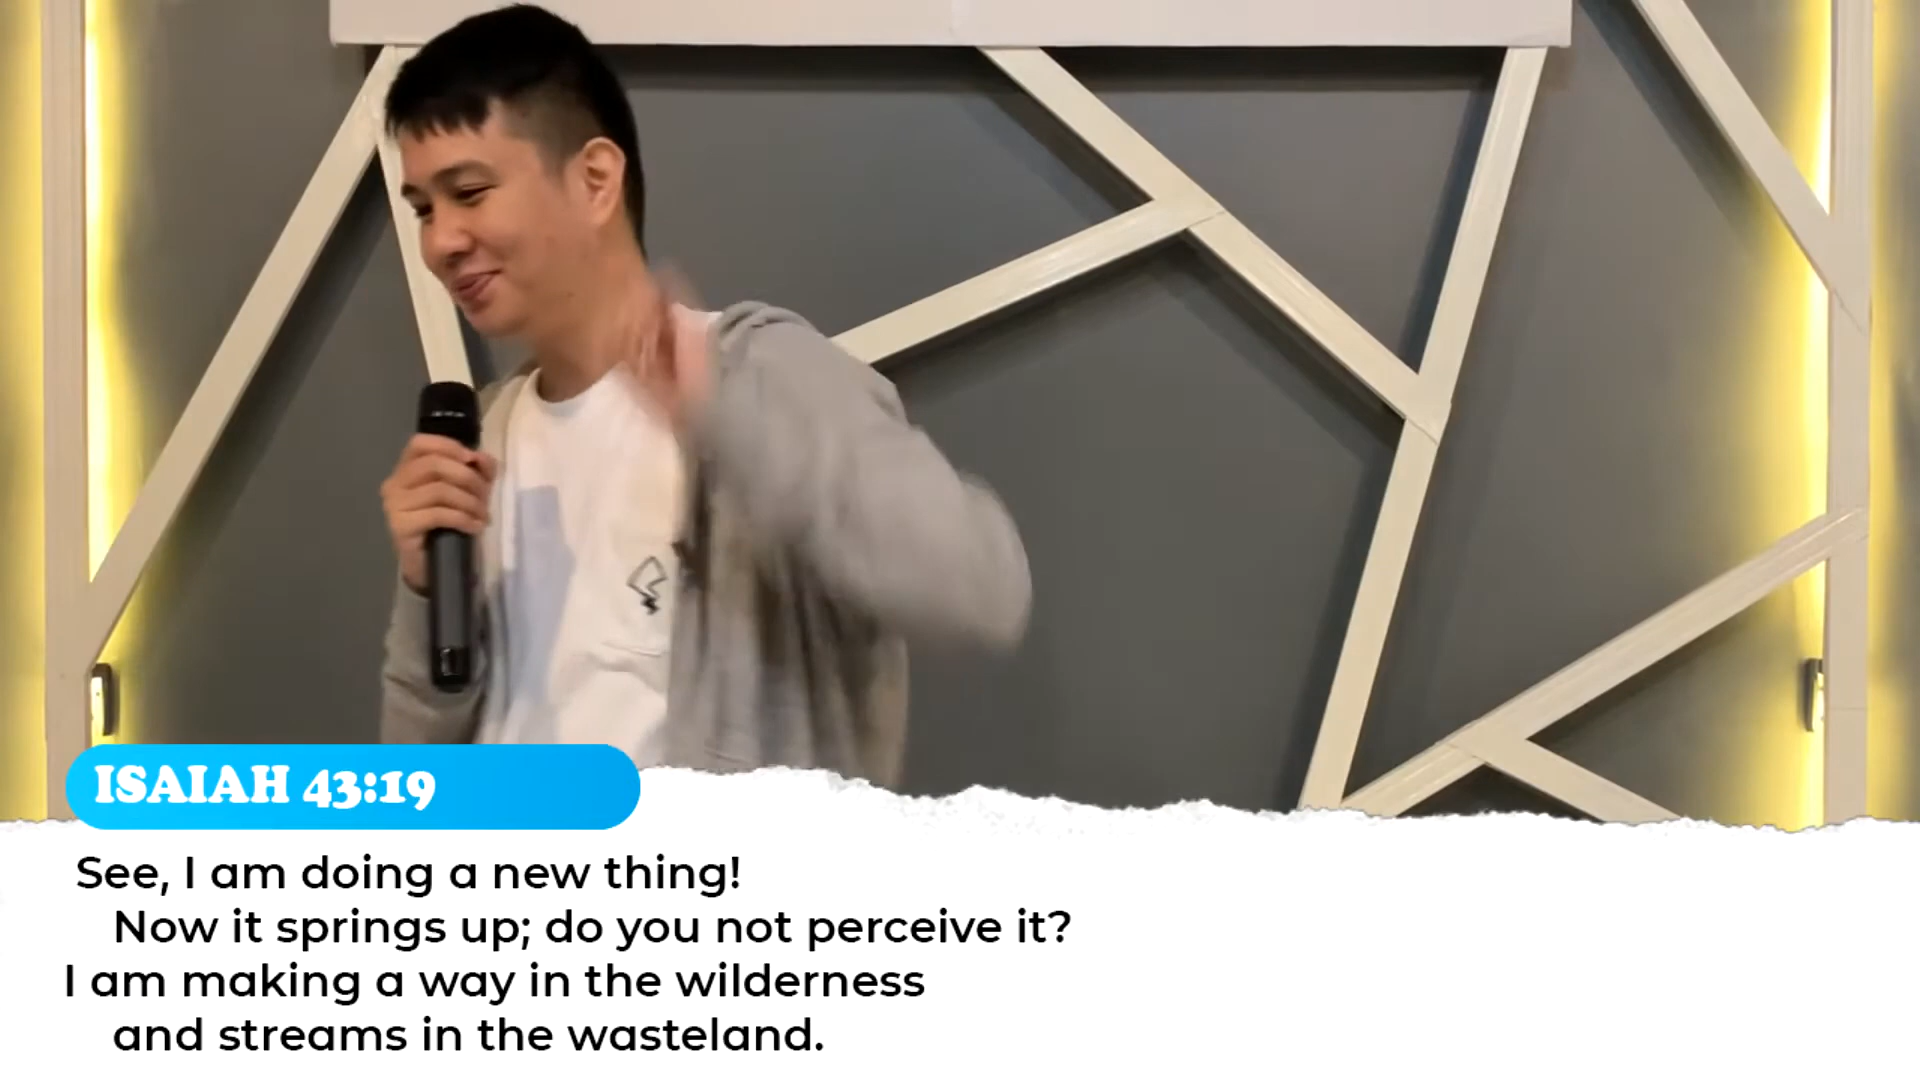 ISAIAH 43:19
See, I am doing a new thing!
Now it springs up; do you not perceive it?
I am making a way in the wilderness
and streams in the wasteland.